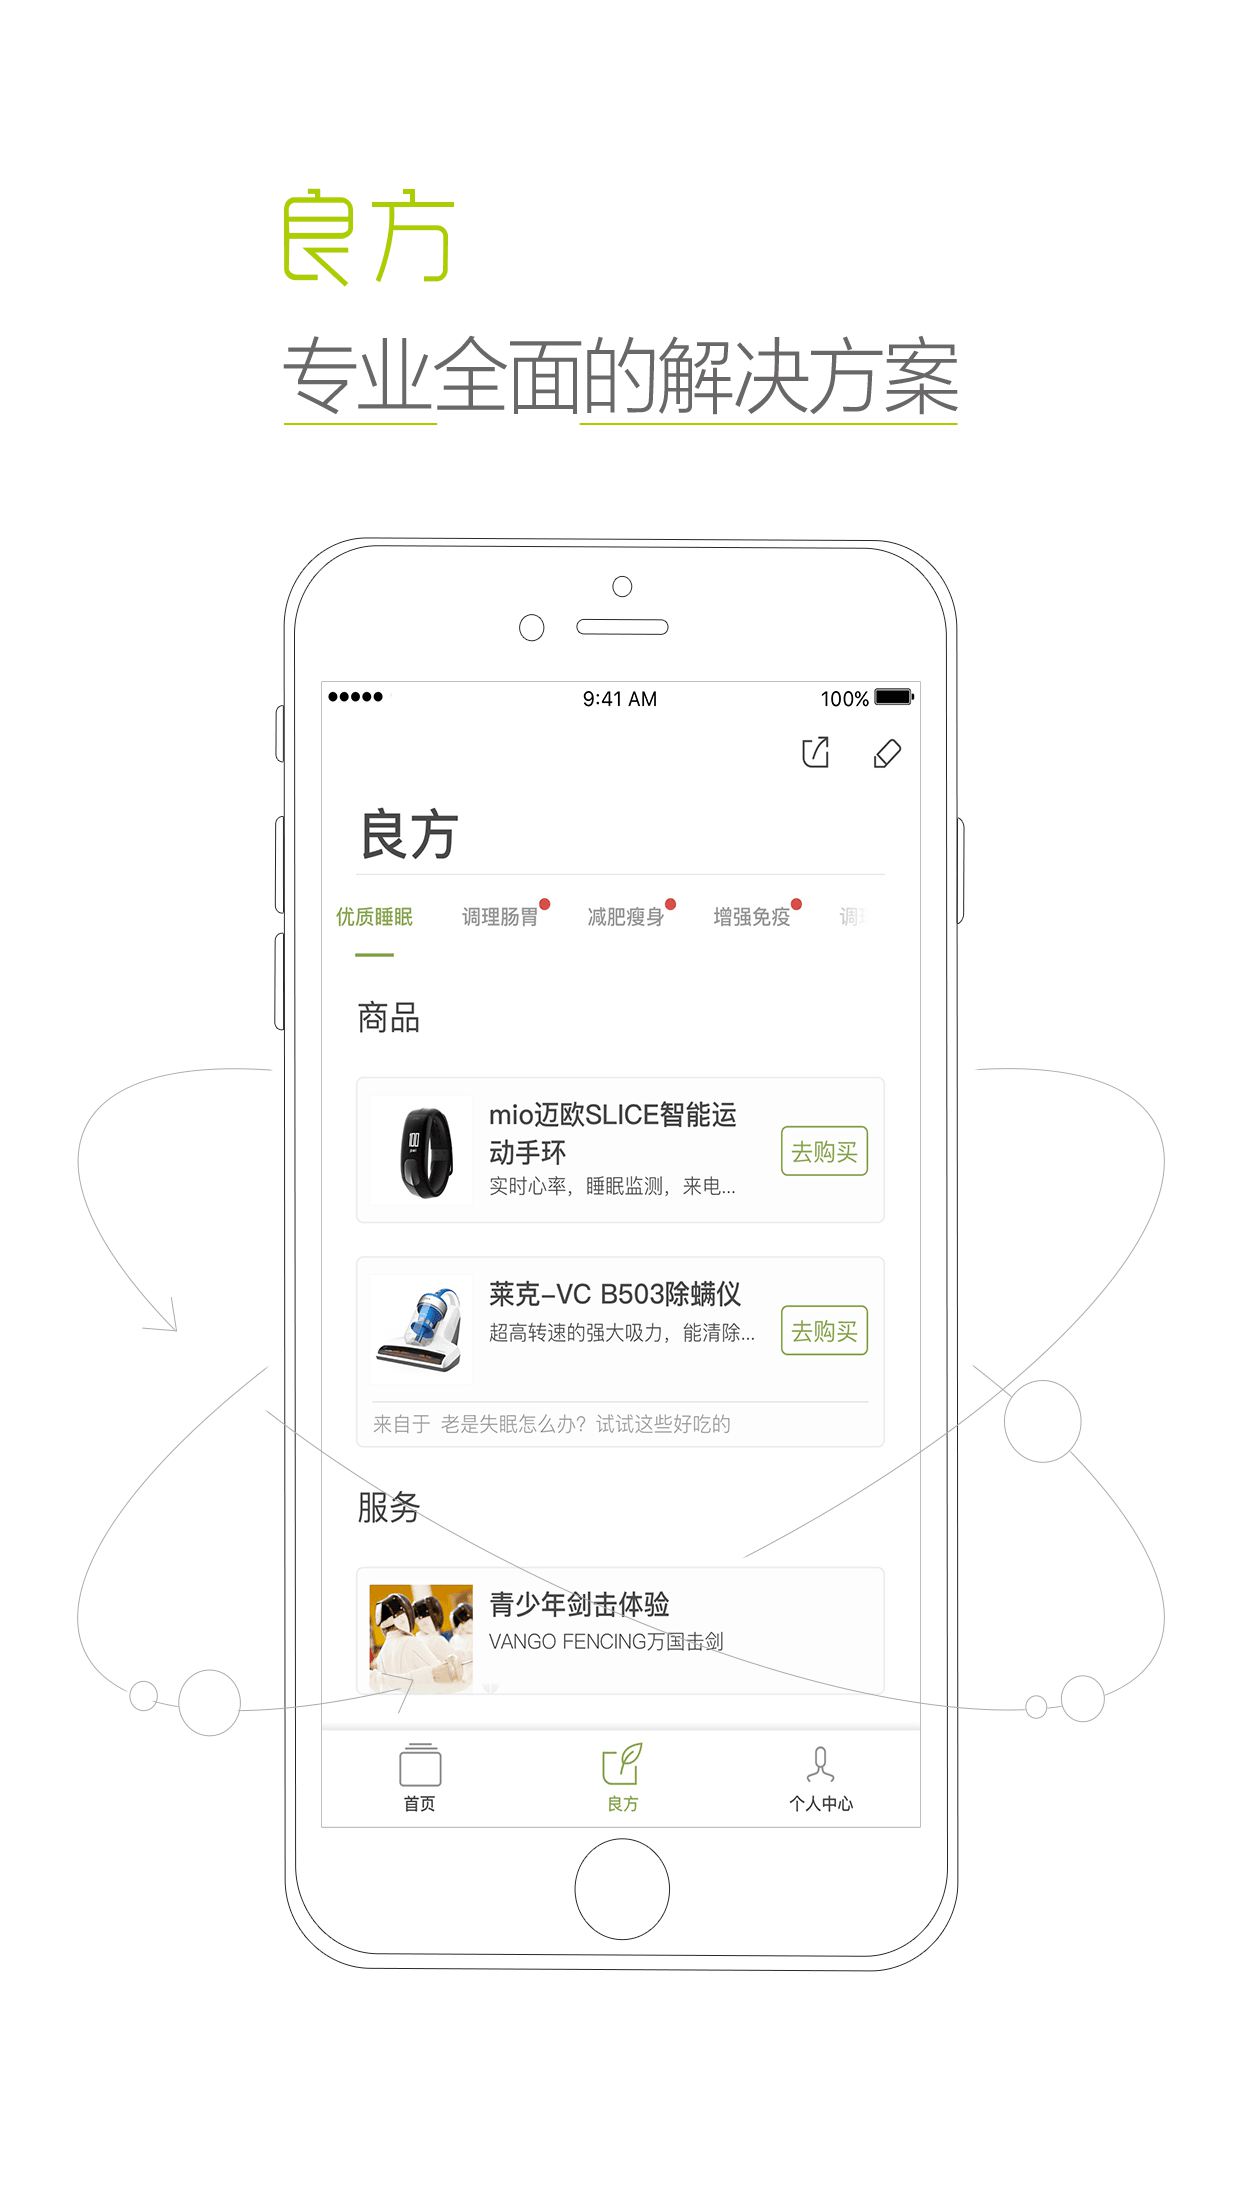 良方
专业全面的解决方案
9:41 AM
100%
良方
优质睡眠 调理肠胃 减肥瘦身 增强免疫 调
商品
mio迈欧SLICE智能运
动手环
实时心率，睡眠监测，来电...
去购买
莱克-VC B503除螨仪
超高转速的强大吸力，能清除...
去购买
来自于 老是失眠怎么办？试试这些好吃的
服务
青少年剑击体验
VANGO FENCING万国击剑
首页 良方 个人中心